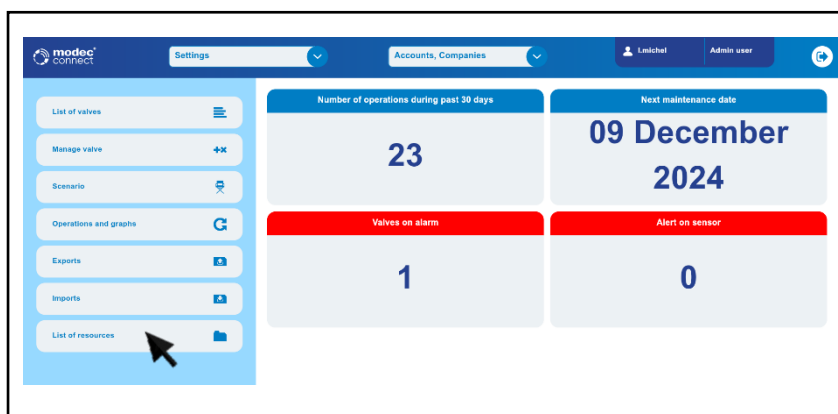 modec
connect
Settings
Accounts, Companies
l.michel
Admin user
List of valves
Manage valve
Scenario
Operations and graphs
Exports
Imports
List of resources
Number of operations during past 30 days
23
Next maintenance date
09 December
2024
Valves on alarm
1
Alert on sensor
0